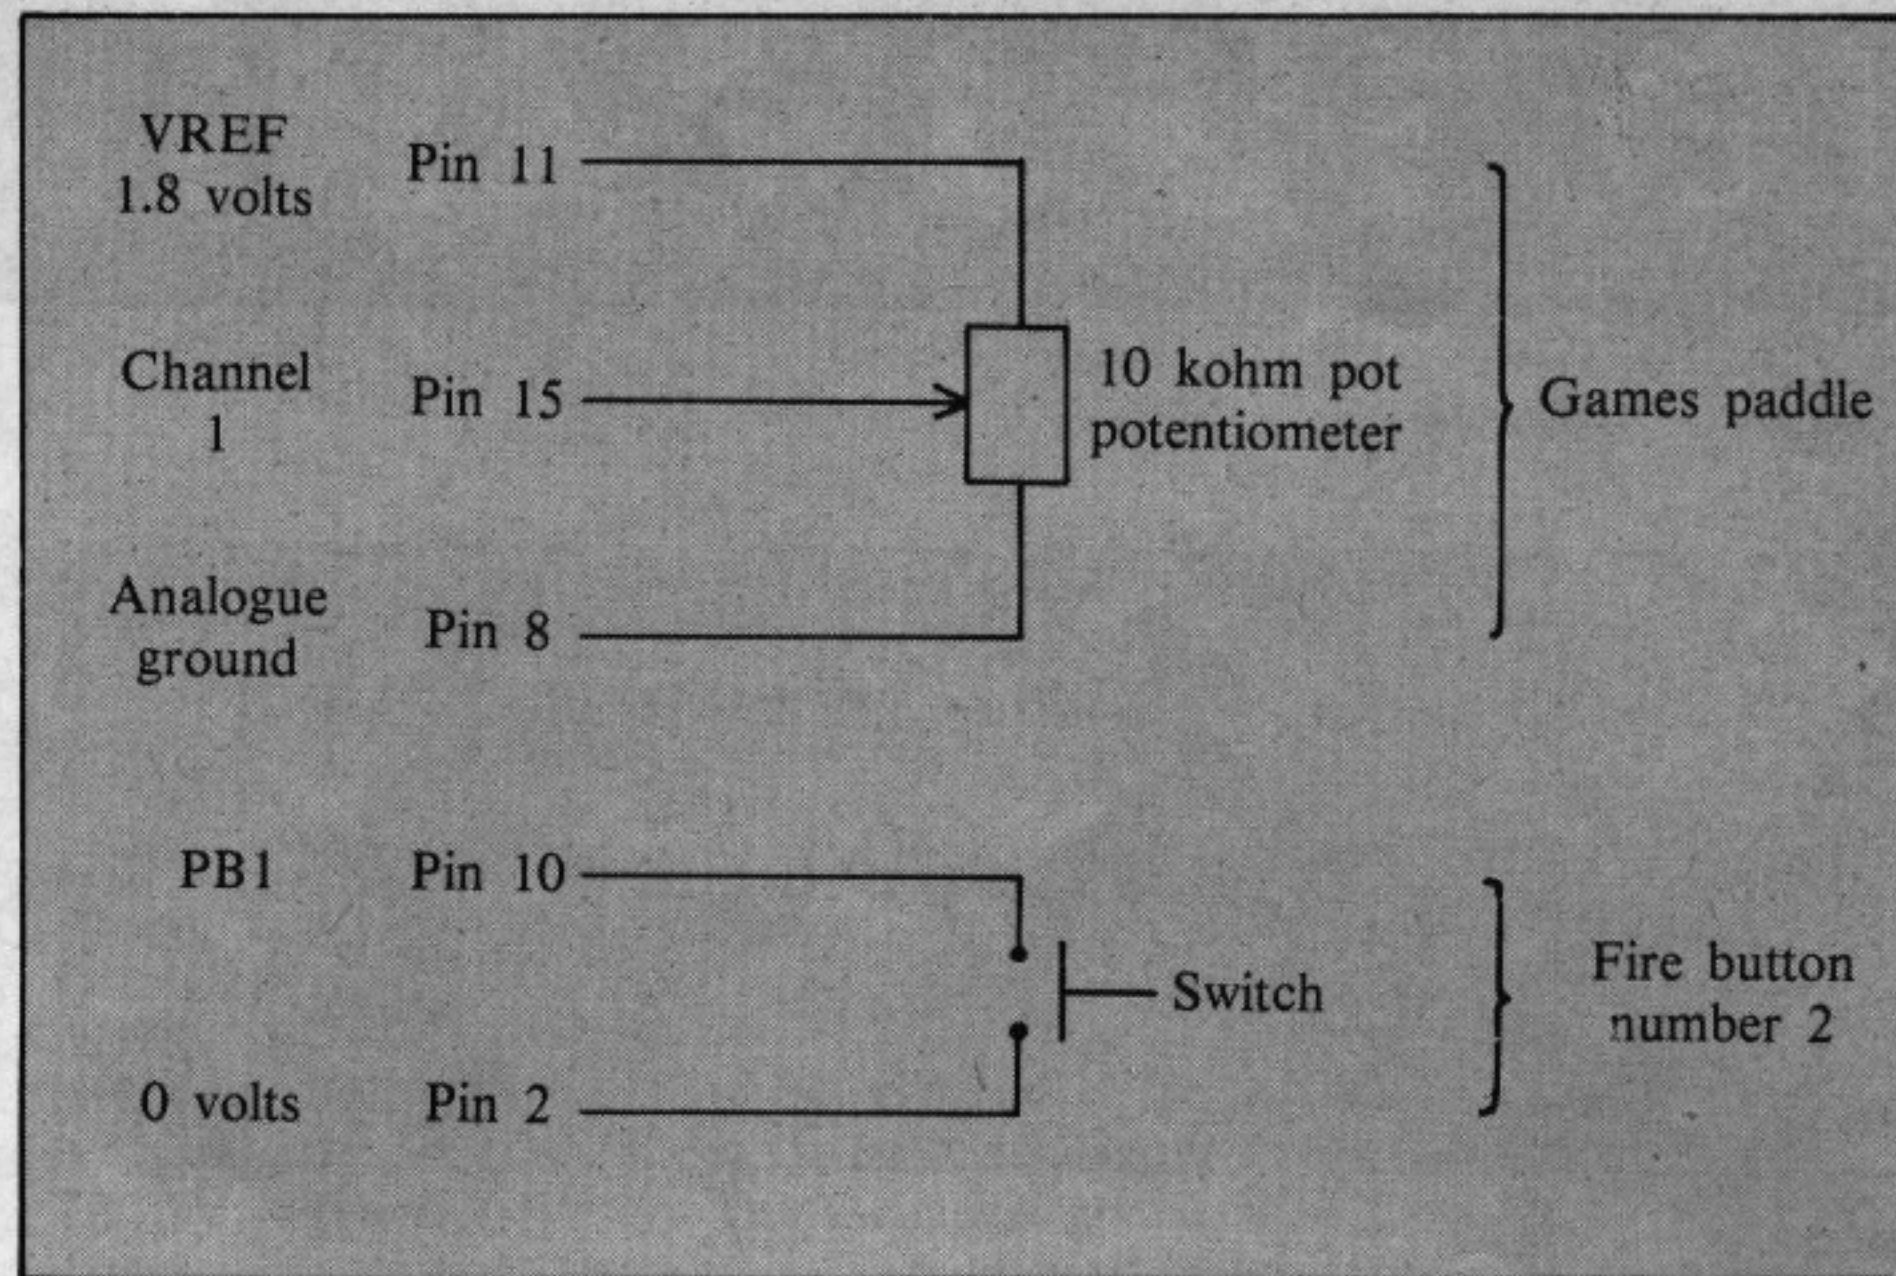 VREF
1.8 volts
Pin 11
Channel
1
Pin 15
10 kohm pot
potentiometer
Games paddle
Analogue
ground
Pin 8
PB1
Pin 10
Switch
Fire button
number 2
0 volts
Pin 2